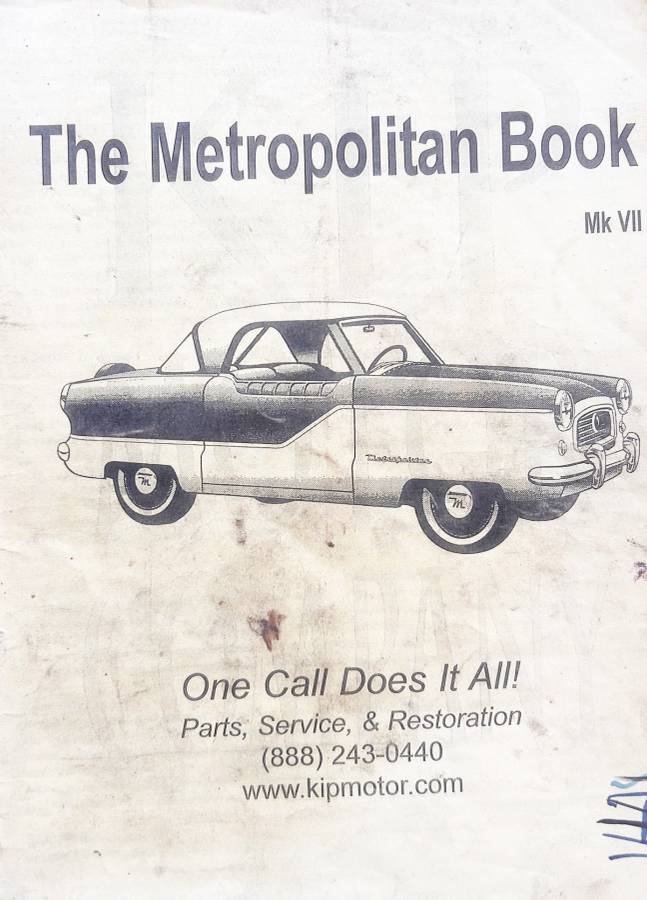 The Metropolitan Book
Mk VII
Metropolitan
M
M
One Call Does It All!
Parts, Service, & Restoration
(888) 243-0440
www.kipmotor.com